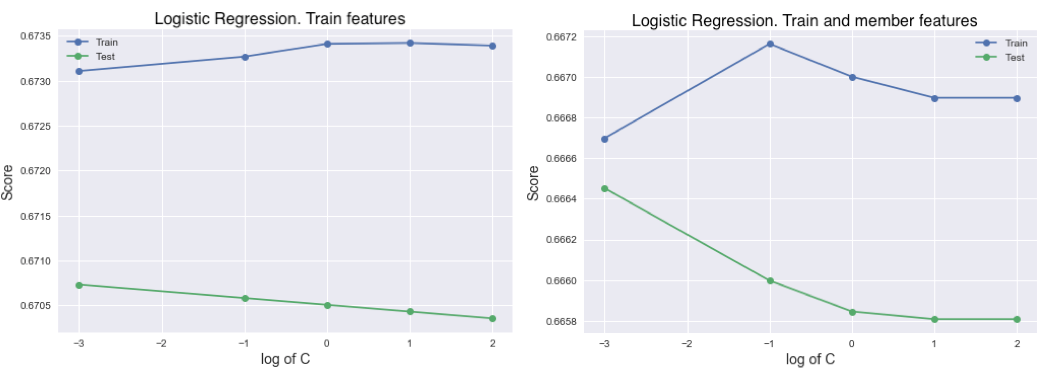 Logistic Regression. Train features
0.6735
0.6730
0.6725
0.6720
0.6715
0.6710
0.6705
Score
Train
Test
−3
−2
−1
0
1
2
log of C
Logistic Regression. Train and member features
0.6672
0.6670
0.6668
0.6666
0.6664
0.6662
0.6660
0.6658
Score
Train
Test
−3
−2
−1
0
1
2
log of C